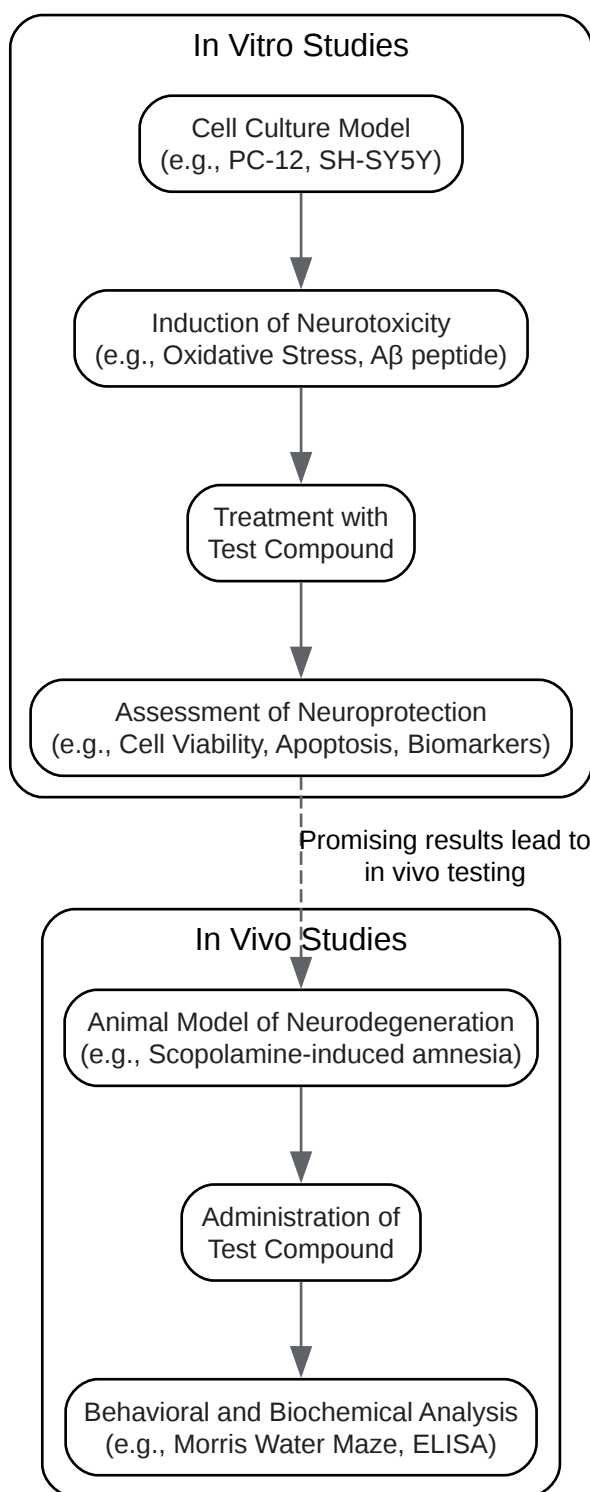 In Vitro Studies
Cell Culture Model
(e.g., PC-12, SH-SY5Y)
Induction of Neurotoxicity
(e.g., Oxidative Stress, Aβ peptide)
Treatment with
Test Compound
Assessment of Neuroprotection
(e.g., Cell Viability, Apoptosis, Biomarkers)
Promising results lead to
in vivo testing
In Vivo Studies
Animal Model of Neurodegeneration
(e.g., Scopolamine-induced amnesia)
Administration of
Test Compound
Behavioral and Biochemical Analysis
(e.g., Morris Water Maze, ELISA)